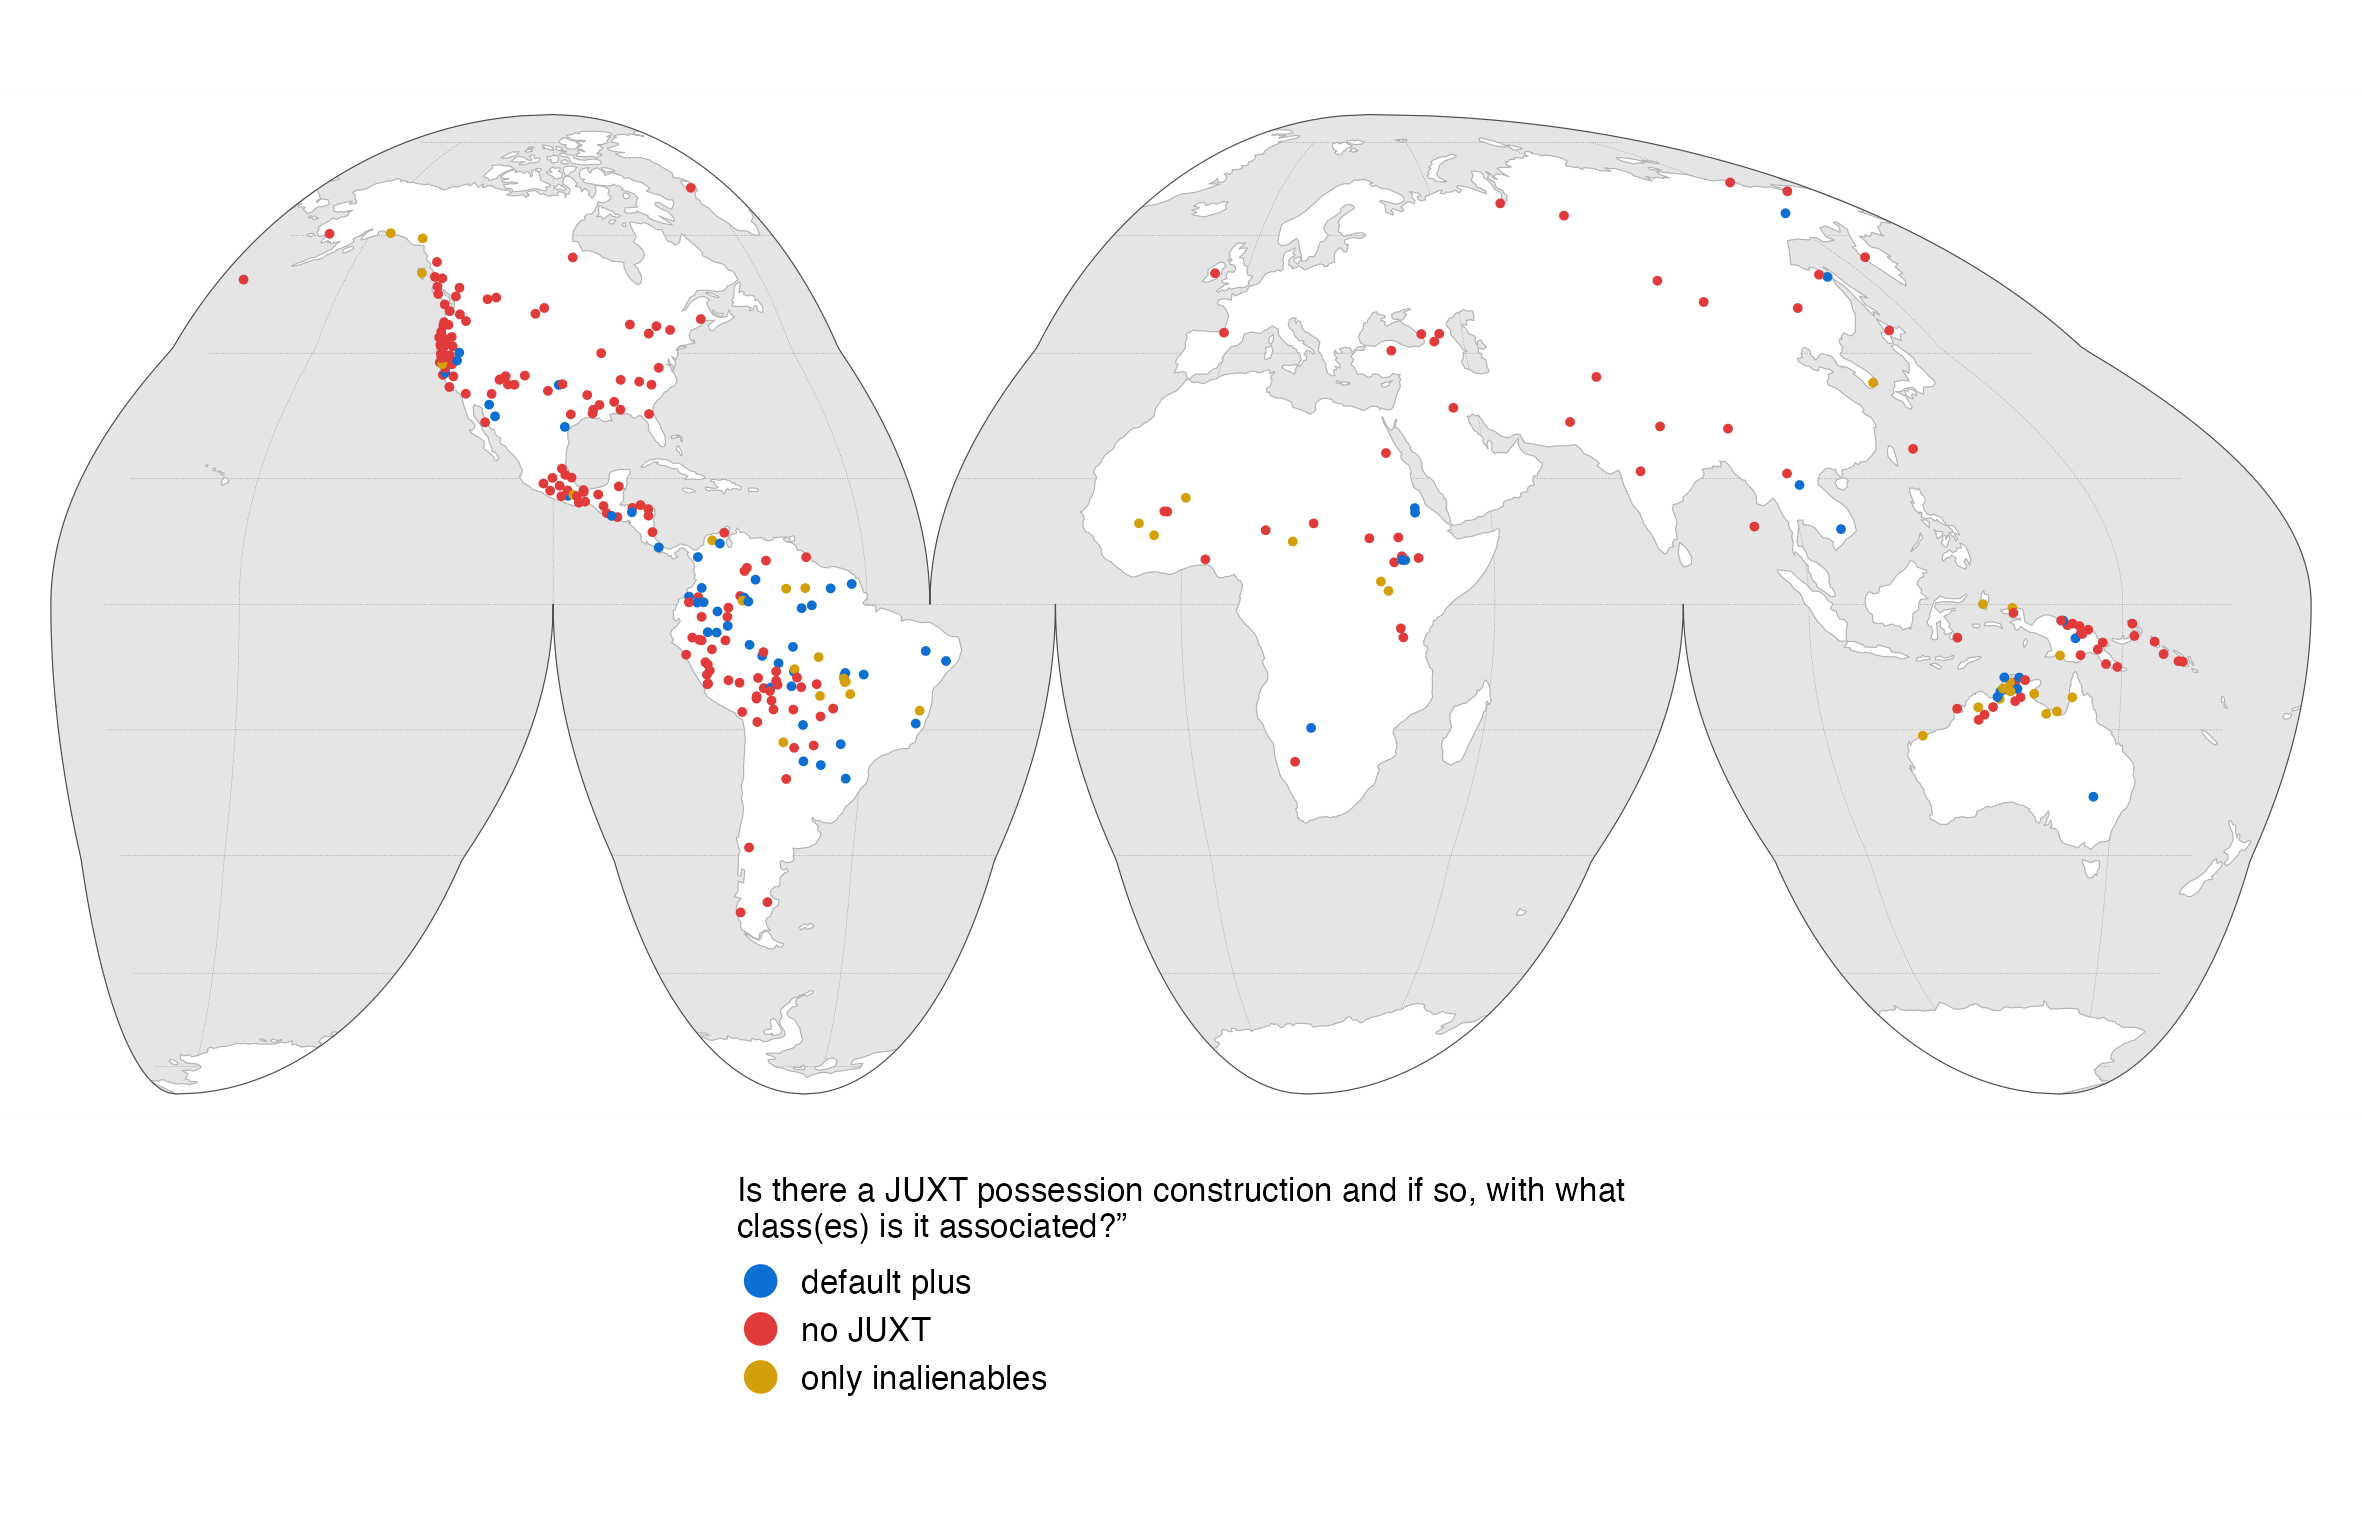 Is there a JUXT possession construction and if so, with what
class(es) is it associated?”
default plus
no JUXT
only inalienables